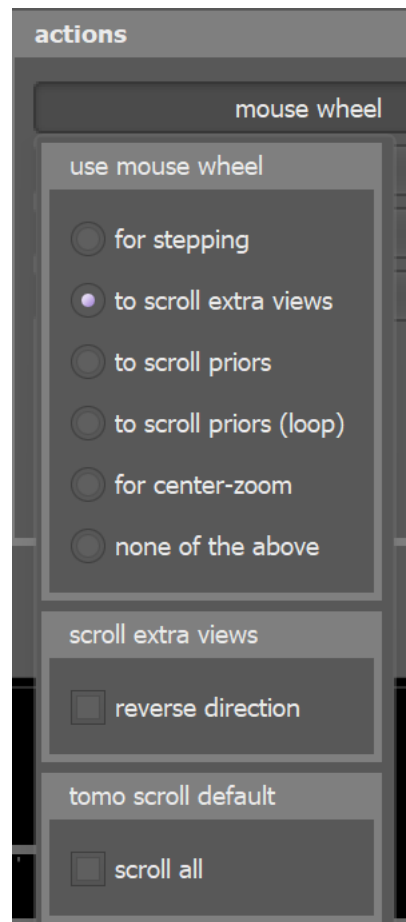 actions
mouse wheel
use mouse wheel
for stepping
to scroll extra views
to scroll priors
to scroll priors (loop)
for center-zoom
none of the above
scroll extra views
reverse direction
tomo scroll default
scroll all